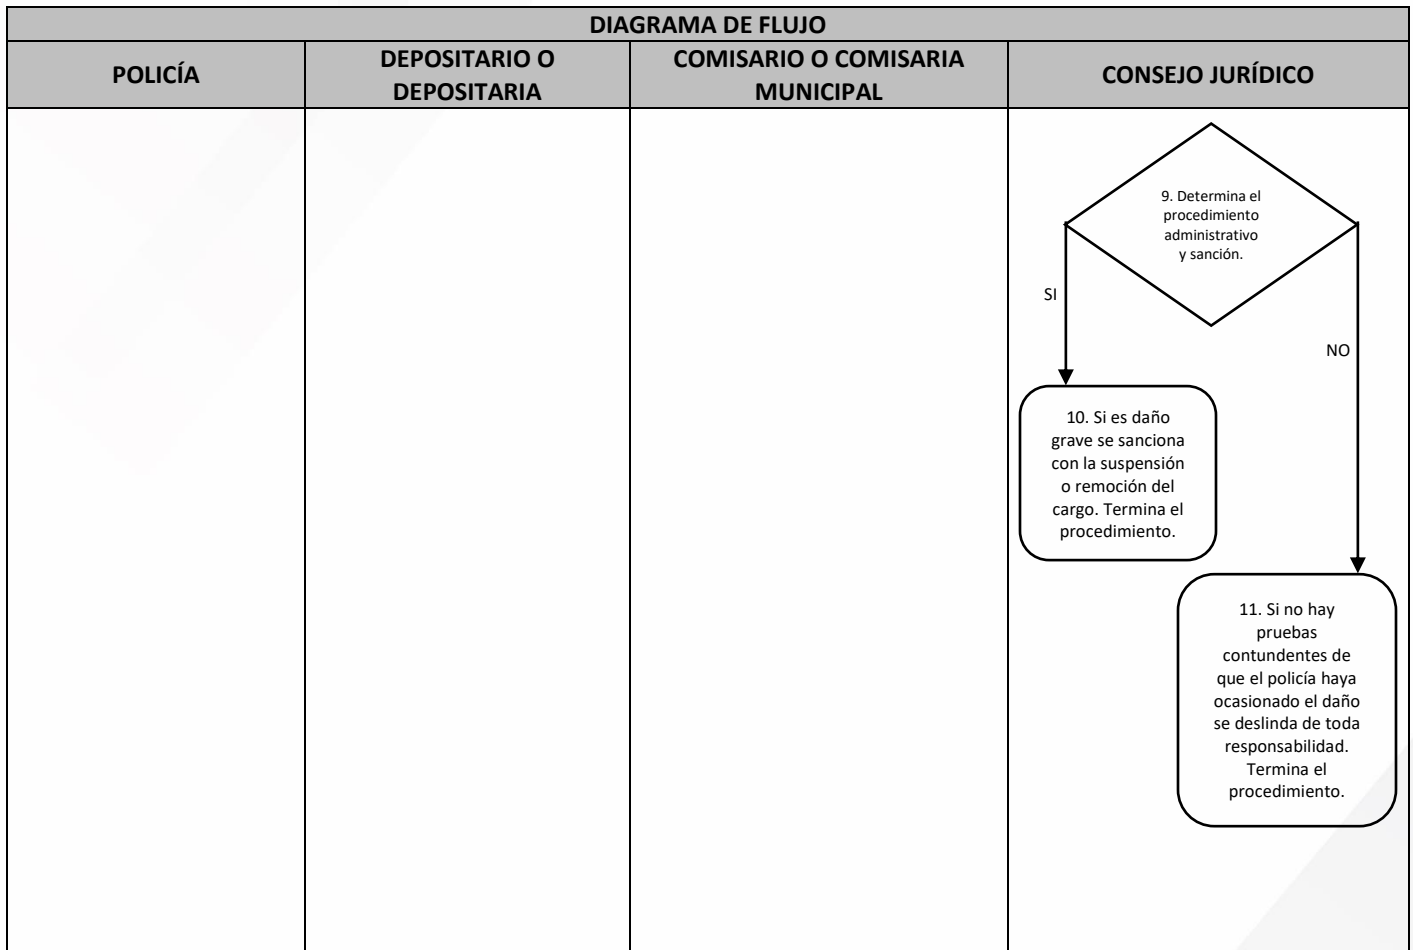 DIAGRAMA DE FLUJO
POLICÍA
DEPOSITARIO O
DEPOSITARIA
COMISARIO O COMISARIA
MUNICIPAL
CONSEJO JURÍDICO
9. Determina el
procedimiento
administrativo
y sanción.
SI
NO
10. Si es daño
grave se sanciona
con la suspensión
o remoción del
cargo. Termina el
procedimiento.
11. Si no hay
pruebas
contundentes de
que el policía haya
ocasionado el daño
se deslinda de toda
responsabilidad.
Termina el
procedimiento.